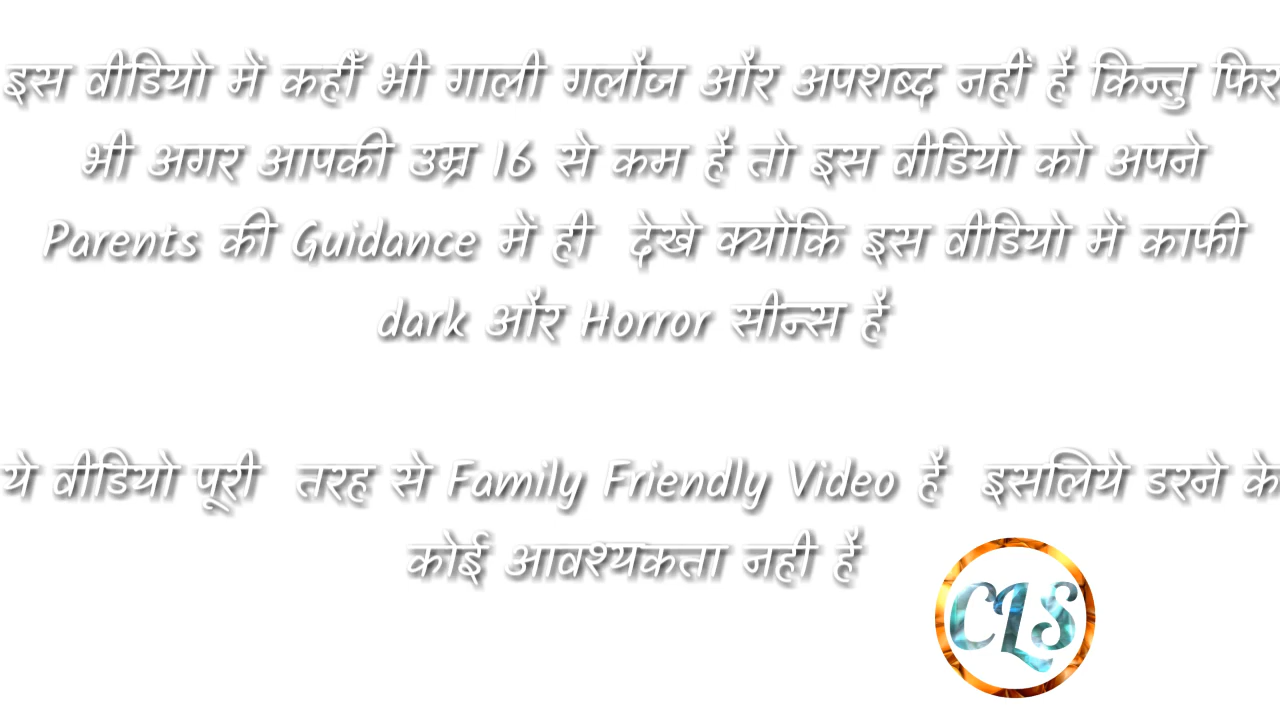 इस वीडियो में कहीँ भी गाली गलौज और अपशब्द नहीं है किन्तु फिर
भी अगर आपकी उम्र 16 से कम हैं तो इस वीडियो को अपने
Parents की Guidance में ही देखे क्योकि इस वीडियो में काफी
dark और Horror सीन्स हैं
ये वीडियो पूरी तरह से Family Friendly Video हैं इसलिये डरने के
कोई आवश्यकता नही हैं
CLS